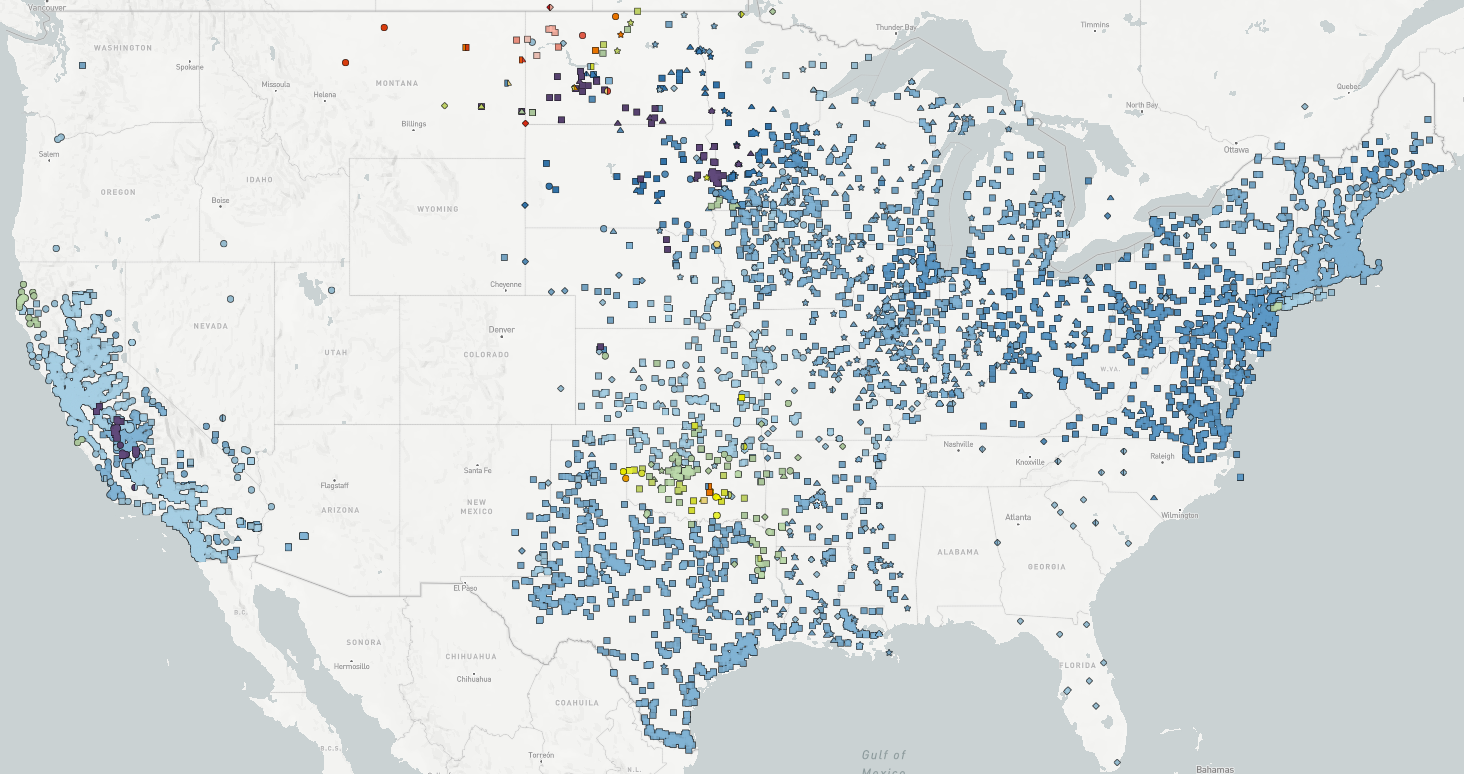 Vancouver
WASHINGTON
Spokane
Missoula
Helena
MONTANA
Billings
Thunder Bay
Timmins
North Bay
Quebec
Ottawa
Salem
OREGON
IDAHO
Boise
WYOMING
Cheyenne
NEVADA
UTAH
Denver
COLORADO
W.VA.
Nashville
Knoxville
Raleigh
Santa Fe
Flagstaff
ARIZONA
NEW
MEXICO
Atlanta
Wilmington
ALABAMA
GEORGIA
El Paso
B.C.
SONORA
Hermosillo
CHIHUAHUA
Chihuahua
FLORIDA
COAHUILA
B.C.S.
Torreón
N.L.
Gulf of
Mexico
Bahamas